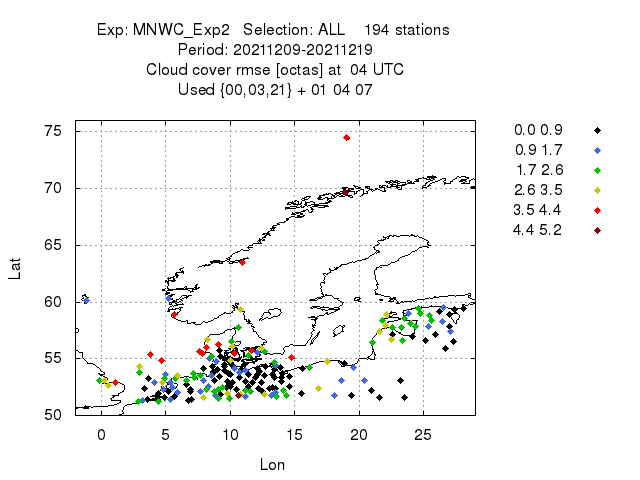 Exp: MNWC_Exp2 Selection: ALL 194 stations
Period: 20211209-20211219
Cloud cover rmse [octas] at 04 UTC
Used {00,03,21} + 01 04 07
75
70
65
60
55
50
Lat
0 5 10 15 20 25
Lon
0.0 0.9
0.9 1.7
1.7 2.6
2.6 3.5
3.5 4.4
4.4 5.2